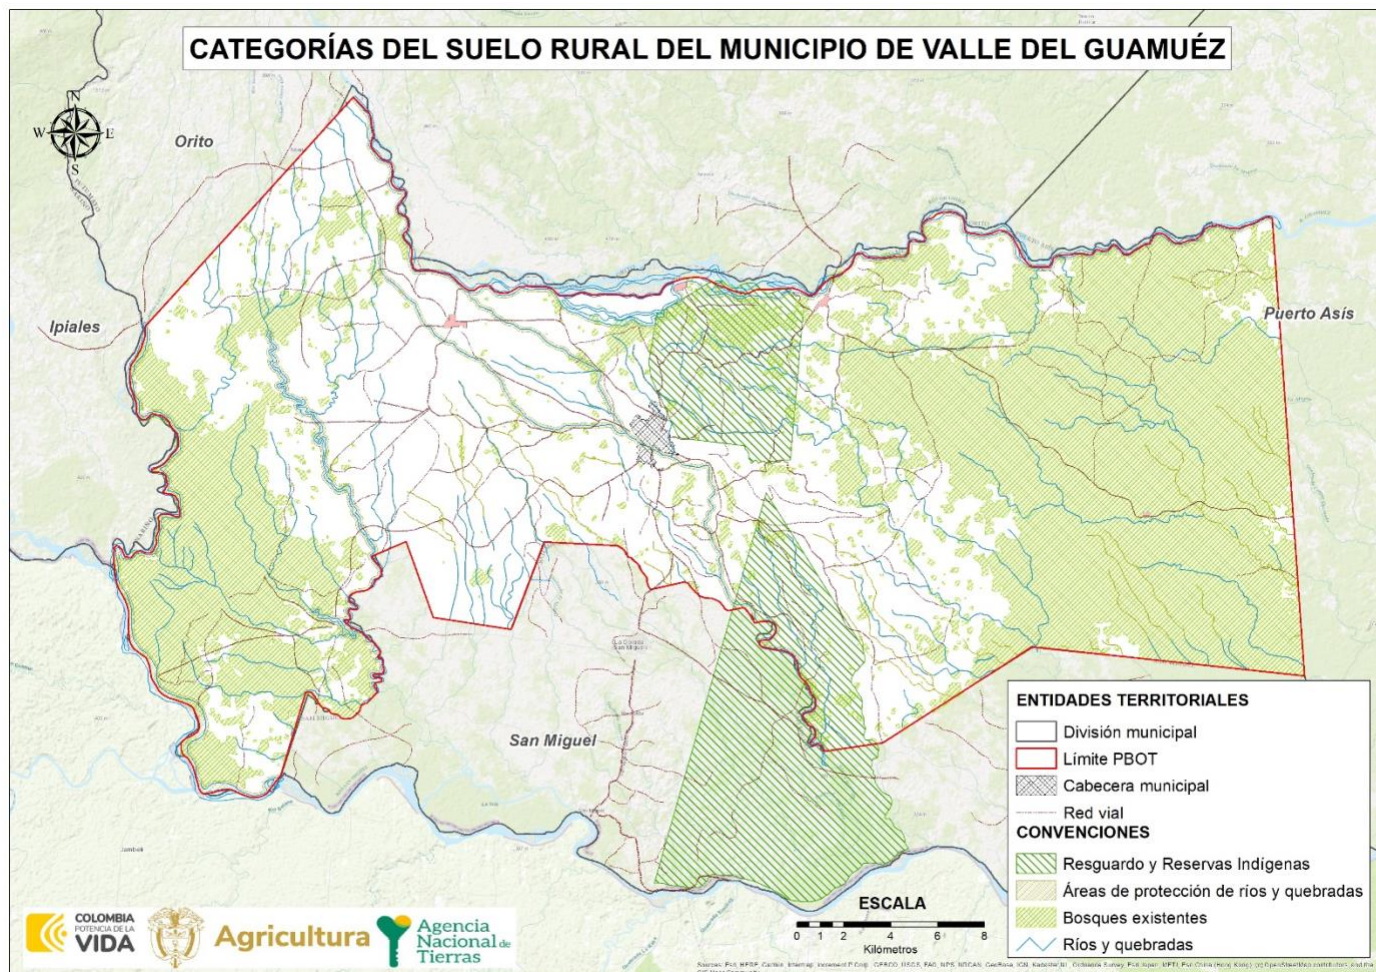 CATEGORÍAS DEL SUELO RURAL DEL MUNICIPIO DE VALLE DEL GUAMUÉZ
N
W E
S
Orito
Ipiales
Puerto Asís
San Miguel
ENTIDADES TERRITORIALES
División municipal
Límite PBOT
Cabecera municipal
Red vial
CONVENCIONES
Resguardo y Reservas Indígenas
Áreas de protección de ríos y quebradas
Bosques existentes
Ríos y quebradas
ESCALA
0 1 2 4 6 8
Kilómetros
COLOMBIA
POTENCIA DE LA
VIDA
Agricultura
Agencia
Nacional de
Tierras